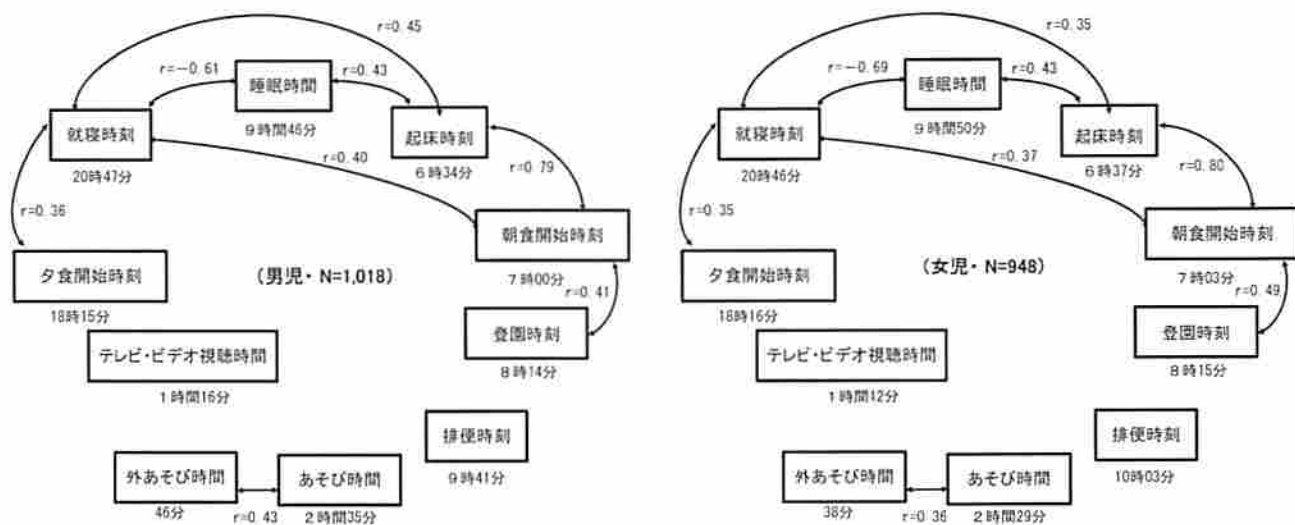 r=0.45
r=−0.61
睡眠時間
r=0.43
9時間46分
就寝時刻
20時47分
起床時刻
6時34分
r=0.40
r=0.79
r=0.36
朝食開始時刻
7時00分
夕食開始時刻
18時15分
(男児・N=1,018)
r=0.41
登園時刻
8時14分
テレビ・ビデオ視聴時間
1時間16分
排便時刻
9時41分
外あそび時間
46分
r=0.43
あそび時間
2時間35分
r=0.35
r=−0.69
睡眠時間
r=0.43
9時間50分
就寝時刻
20時46分
起床時刻
6時37分
r=0.37
r=0.80
r=0.35
朝食開始時刻
7時03分
夕食開始時刻
18時16分
(女児・N=948)
r=0.49
登園時刻
8時15分
テレビ・ビデオ視聴時間
1時間12分
排便時刻
10時03分
外あそび時間
38分
r=0.36
あそび時間
2時間29分